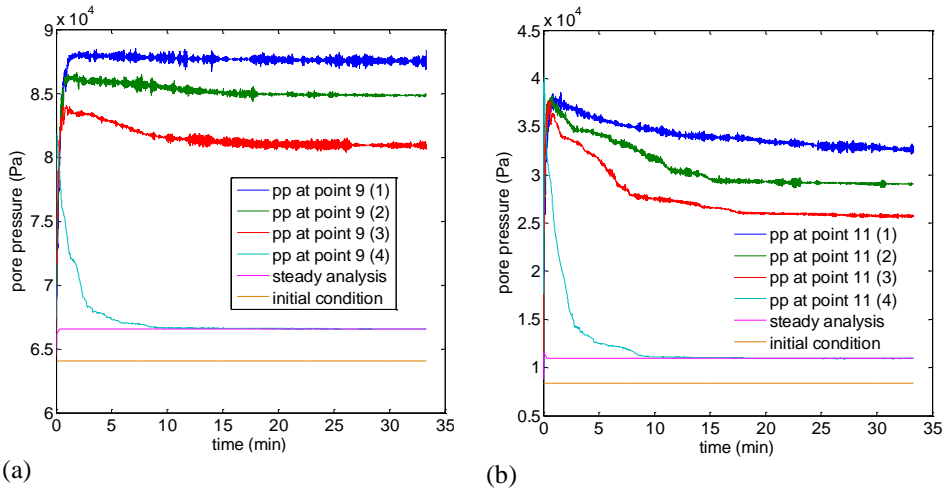 x 10⁴
9
8.5
8
7.5
7
6.5
6
pore pressure (Pa)
pp at point 9 (1)
pp at point 9 (2)
pp at point 9 (3)
pp at point 9 (4)
steady analysis
initial condition
0 5 10 15 20 25 30 35
time (min)
(a)
x 10⁴
4.5
4
3.5
3
2.5
2
1.5
1
0.5
pore pressure (Pa)
pp at point 11 (1)
pp at point 11 (2)
pp at point 11 (3)
pp at point 11 (4)
steady analysis
initial condition
0 5 10 15 20 25 30 35
time (min)
(b)